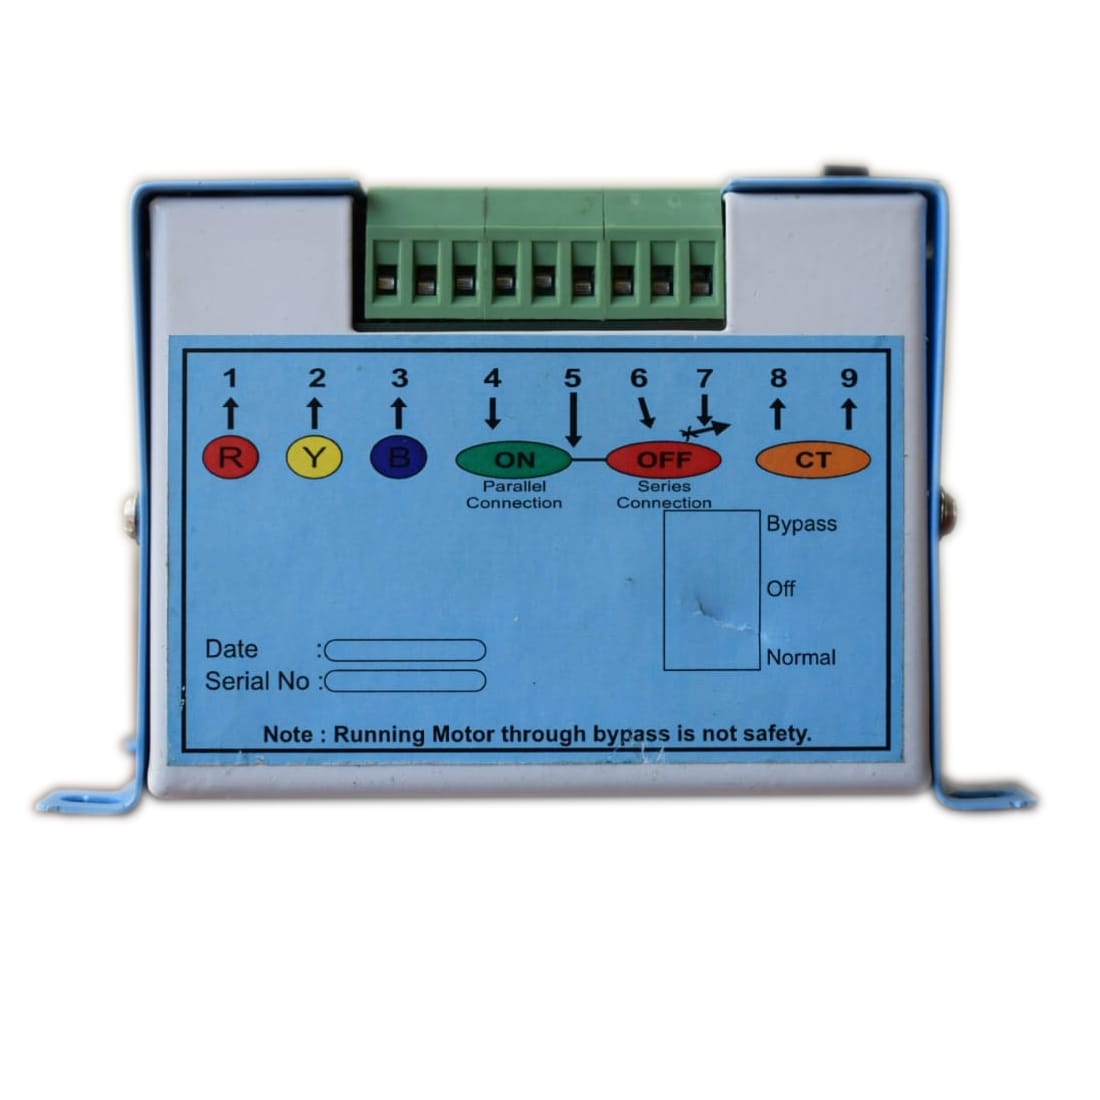 1 2 3 4 5 6 7 8 9
R Y B ON OFF CT
Parallel Connection
Series Connection
Bypass
Off
Normal
Date :
Serial No :
Note : Running Motor through bypass is not safety.